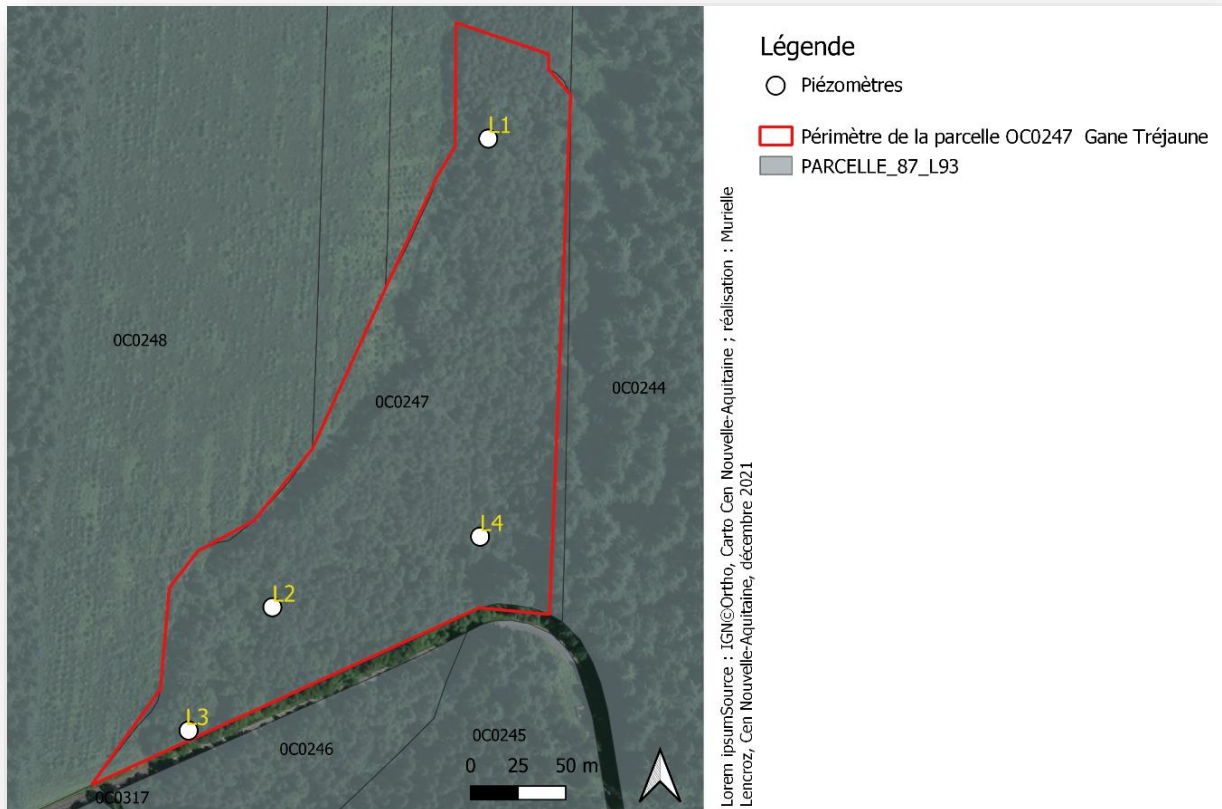 Légende
Piézomètres
Périmètre de la parcelle OC0247 Gane Tréjaune
PARCELLE_87_L93
L1
0C0248
0C0247
0C0244
L4
L2
L3
0C0246
0C0245
0 25 50 m
0C0317
Lorem ipsumSource : IGN©Ortho, Carto Cen Nouvelle-Aquitaine ; réalisation : Murielle
Lencroz, Cen Nouvelle-Aquitaine, décembre 2021